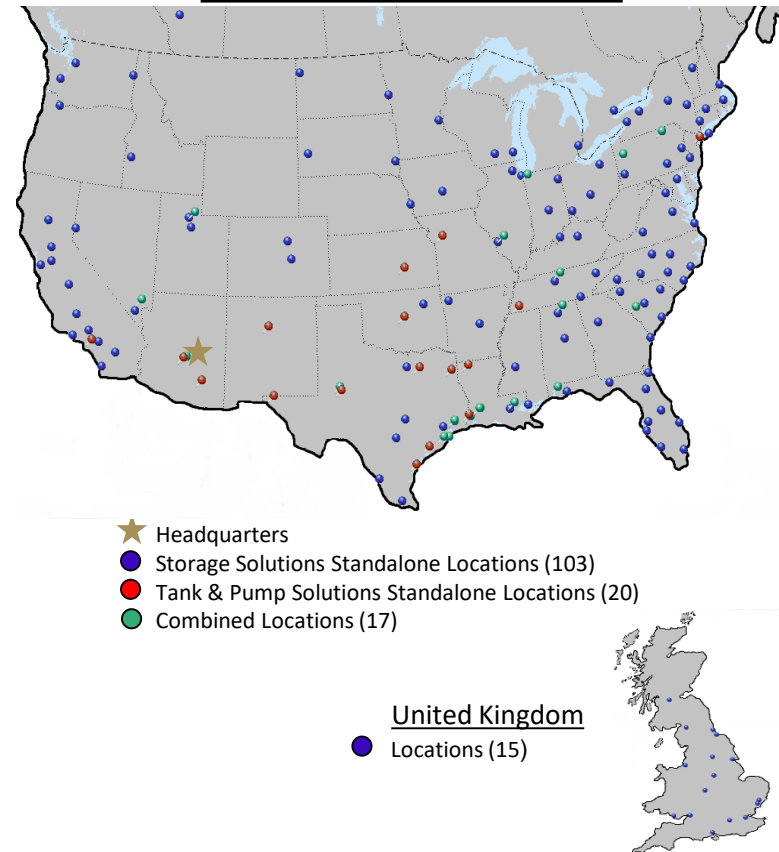 Headquarters
Storage Solutions Standalone Locations (103)
Tank & Pump Solutions Standalone Locations (20)
Combined Locations (17)
United Kingdom
Locations (15)